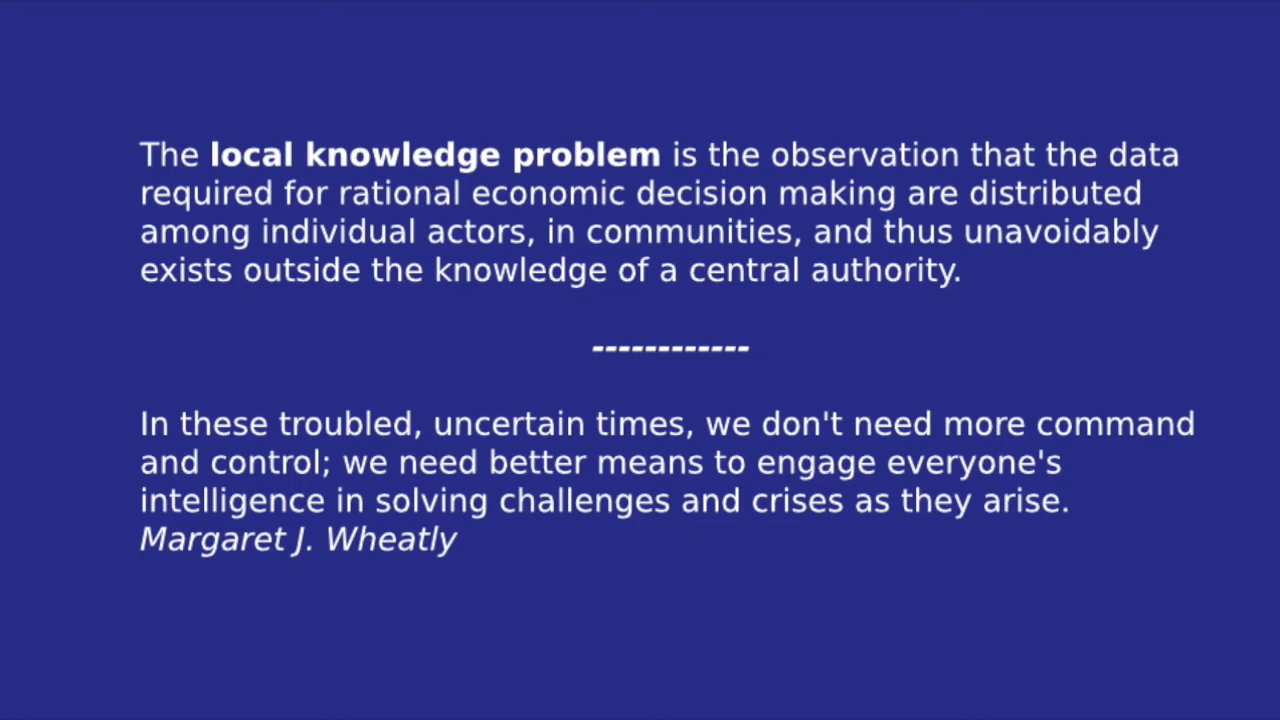 The local knowledge problem is the observation that the data
required for rational economic decision making are distributed
among individual actors, in communities, and thus unavoidably
exists outside the knowledge of a central authority.
------------
In these troubled, uncertain times, we don't need more command
and control; we need better means to engage everyone's
intelligence in solving challenges and crises as they arise.
Margaret J. Wheatly